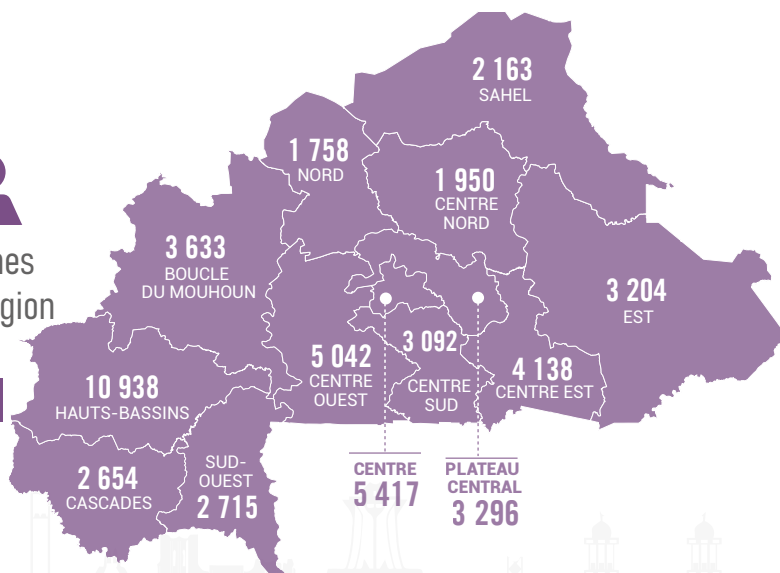 2 163
SAHEL
1 758
NORD
1 950
CENTRE
NORD
3 633
BOUCLE
DU MOUHOUN
3 204
EST
5 042
CENTRE
OUEST
3 092
CENTRE
SUD
4 138
CENTRE EST
10 938
HAUTS-BASSINS
2 654
CASCADES
SUD-
OUEST
2 715
CENTRE
5 417
PLATEAU
CENTRAL
3 296